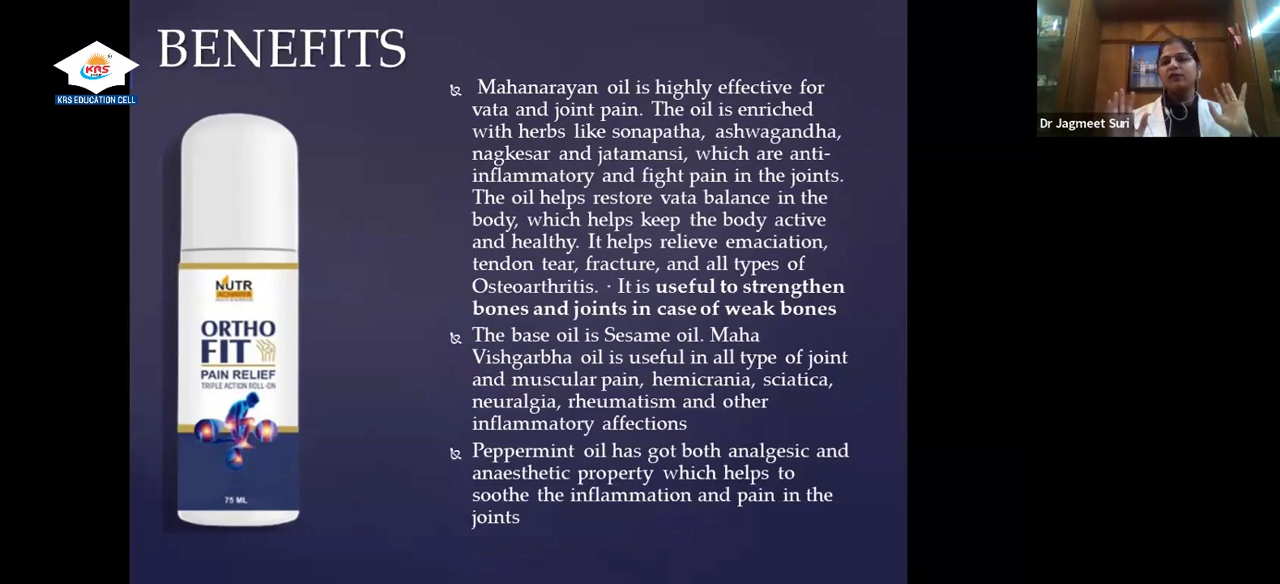 BENEFITS
KRS
KRS EDUCATION CELL
Mahanarayan oil is highly effective for
vata and joint pain. The oil is enriched
with herbs like sonapatha, ashwagandha,
nagkesar and jatamansi, which are anti-
inflammatory and fight pain in the joints.
The oil helps restore vata balance in the
body, which helps keep the body active
and healthy. It helps relieve emaciation,
tendon tear, fracture, and all types of
Osteoarthritis. · It is useful to strengthen
bones and joints in case of weak bones
The base oil is Sesame oil. Maha
Vishgarbha oil is useful in all type of joint
and muscular pain, hemicrania, sciatica,
neuralgia, rheumatism and other
inflammatory affections
Peppermint oil has got both analgesic and
anaesthetic property which helps to
soothe the inflammation and pain in the
joints
NUTR
ORTHO
FIT
PAIN RELIEF
TRIPLE ACTION ROLL-ON
75 ML
Dr Jagmeet Suri